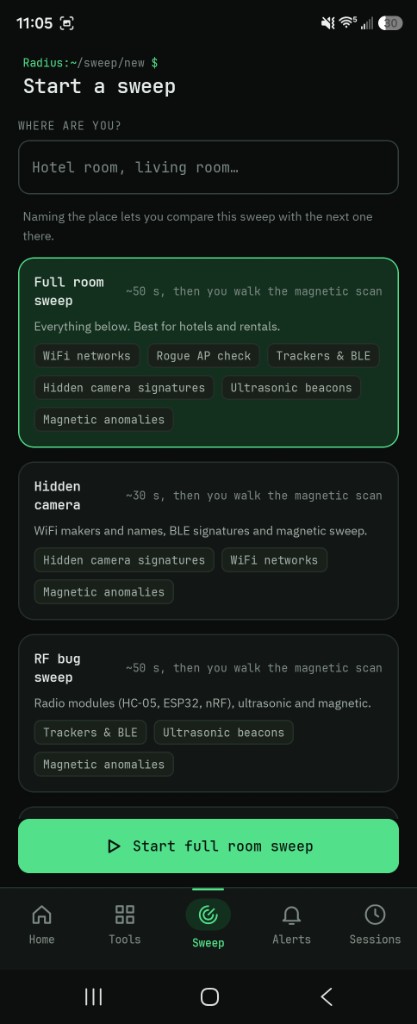 11:05
5
30
Radius:~/sweep/new $
Start a sweep
WHERE ARE YOU?
Hotel room, living room…
Naming the place lets you compare this sweep with the next one
there.
Full room
sweep
~50 s, then you walk the magnetic scan
Everything below. Best for hotels and rentals.
WiFi networks Rogue AP check Trackers & BLE
Hidden camera signatures Ultrasonic beacons
Magnetic anomalies
Hidden
camera
~30 s, then you walk the magnetic scan
WiFi makers and names, BLE signatures and magnetic sweep.
Hidden camera signatures WiFi networks
Magnetic anomalies
RF bug
sweep
~50 s, then you walk the magnetic scan
Radio modules (HC-05, ESP32, nRF), ultrasonic and magnetic.
Trackers & BLE Ultrasonic beacons
Magnetic anomalies
Start full room sweep
Home Tools Sweep Alerts Sessions